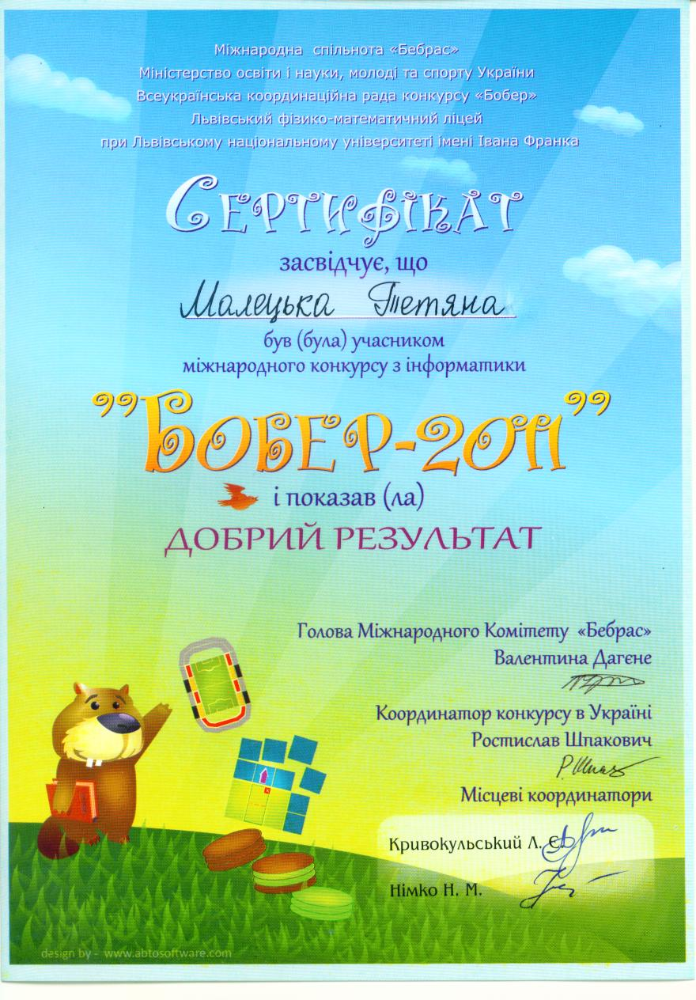 Міжнародна спільнота «Бебрас»
Міністерство освіти і науки, молоді та спорту України
Всеукраїнська координаційна рада конкурсу «Бобер»
Львівський фізико-математичний ліцей
при Львівському національному університеті імені Івана Франка
Сертифікат
засвідчує, що
Малецька Тетяна
був (була) учасником
міжнародного конкурсу з інформатики
"Бобер-2011"
і показав (ла)
ДОБРИЙ РЕЗУЛЬТАТ
Голова Міжнародного Комітету «Бебрас»
Валентина Дагєне
Координатор конкурсу в Україні
Ростислав Шпакович
Місцеві координатори
Кривокульський Л. Є.
Німко Н. М.
design by - www.abtosoftware.com